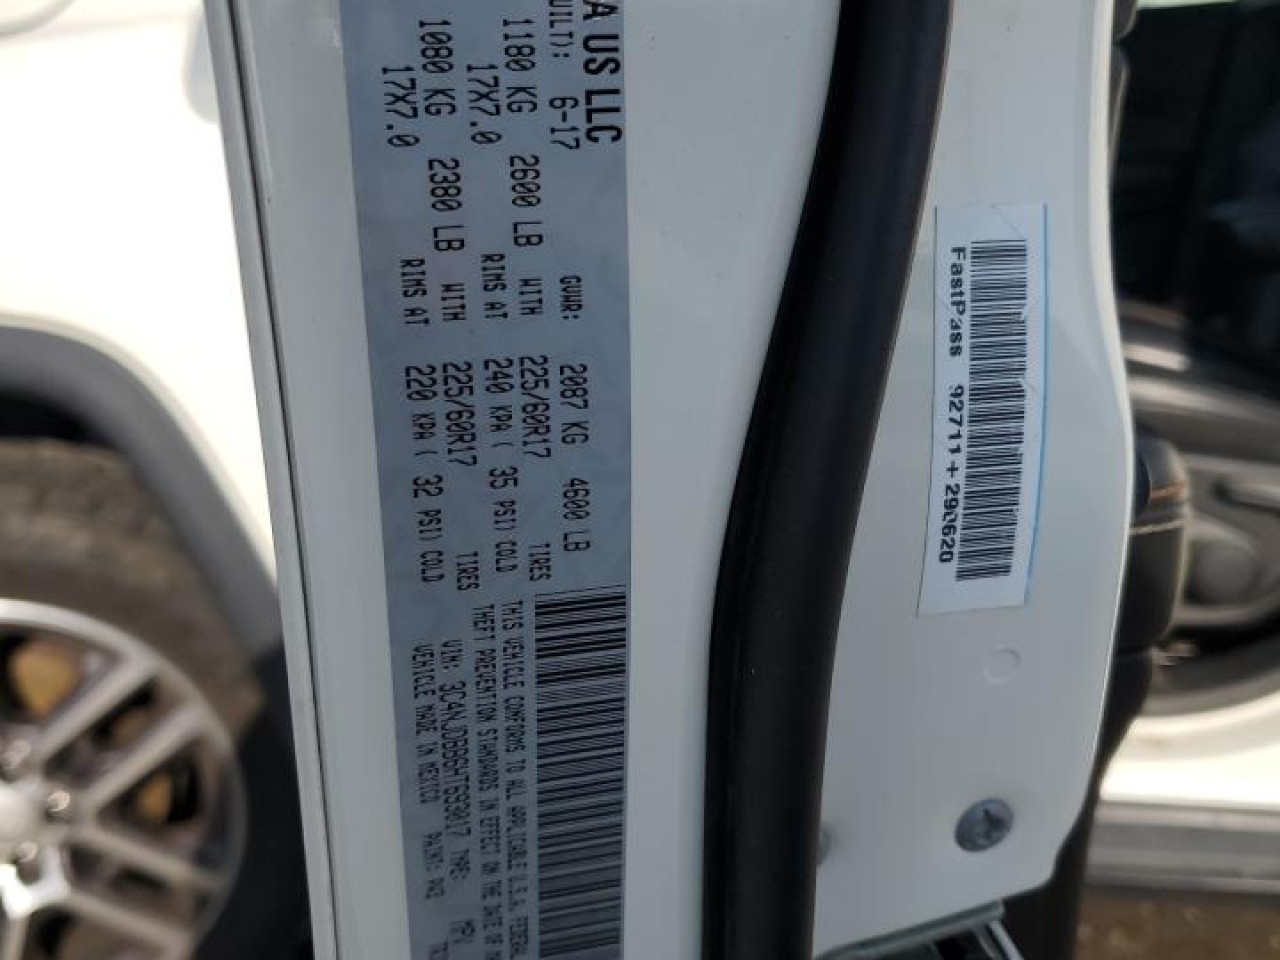 A US LLC
UILT): 6-17 GVWR: 2087 KG 4600 LB
1180 KG 2600 LB WITH 225/60R17 TIRES
17X7.0 RIMS AT 240 KPA ( 35 PSI) COLD
1080 KG 2380 LB WITH 225/60R17 TIRES
17X7.0 RIMS AT 220 KPA ( 32 PSI) COLD
THIS VEHICLE CONFORMS TO ALL APPLICABLE U.S.A. FEDERAL
THEFT PREVENTION STANDARDS IN EFFECT ON THE DATE OF
VIN: 3C4NJDBB6HT693017 TYPE: MPV
VEHICLE MADE IN MEXICO PAINT: PW3
FastPass 92711+290620